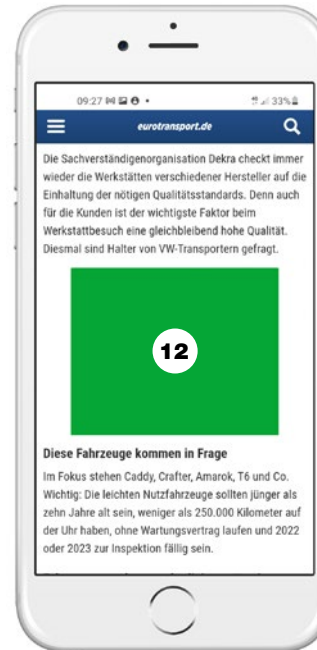 09:27
33%
eurotransport.de
Die Sachverständigenorganisation Dekra checkt immer
wieder die Werkstätten verschiedener Hersteller auf die
Einhaltung der nötigen Qualitätsstandards. Denn auch
für die Kunden ist der wichtigste Faktor beim
Werkstattbesuch eine gleichbleibend hohe Qualität.
Diesmal sind Halter von VW-Transportern gefragt.
12
Diese Fahrzeuge kommen in Frage
Im Fokus stehen Caddy, Crafter, Amarok, T6 und Co.
Wichtig: Die leichten Nutzfahrzeuge sollten jünger als
zehn Jahre alt sein, weniger als 250.000 Kilometer auf
der Uhr haben, ohne Wartungsvertrag laufen und 2022
oder 2023 zur Inspektion fällig sein.